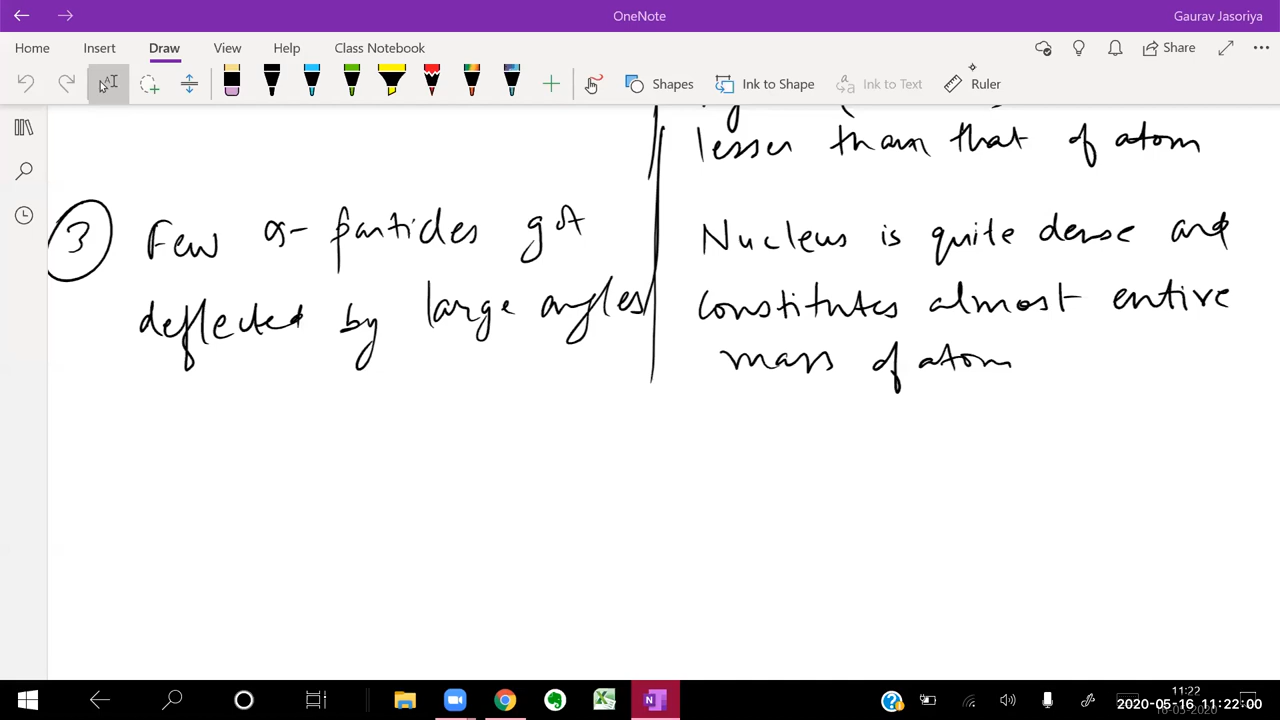 OneNote
Gaurav Jasoriya
Home Insert Draw View Help Class Notebook Share
Shapes Ink to Shape Ink to Text Ruler
lesser than that of atom
3 Few α- particles got
deflected by large angles
Nucleus is quite dense and
constitutes almost entire
mass of atom
11:22
2020-05-16 11:22:00